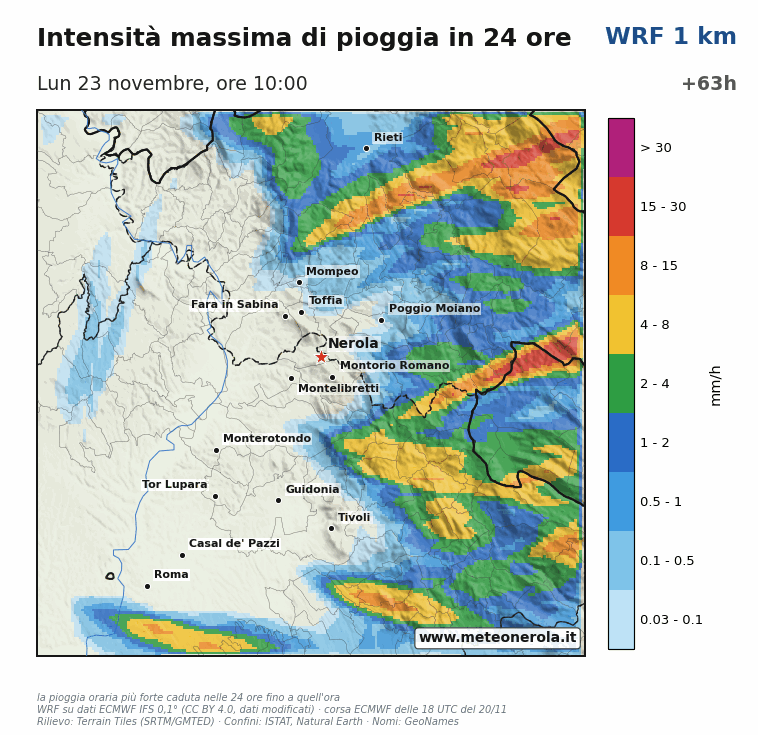 Intensità massima di pioggia in 24 ore
WRF 1 km
Lun 23 novembre, ore 10:00
+63h
Rieti
Mompeo
Fara in Sabina
Toffia
Poggio Moiano
Nerola
Montorio Romano
Montelibretti
Monterotondo
Tor Lupara
Guidonia
Tivoli
Casal de' Pazzi
Roma
www.meteonerola.it
> 30
15 - 30
8 - 15
4 - 8
2 - 4
1 - 2
0.5 - 1
0.1 - 0.5
0.03 - 0.1
mm/h
la pioggia oraria più forte caduta nelle 24 ore fino a quell'ora
WRF su dati ECMWF IFS 0,1° (CC BY 4.0, dati modificati) · corsa ECMWF delle 18 UTC del 20/11
Rilievo: Terrain Tiles (SRTM/GMTED) · Confini: ISTAT, Natural Earth · Nomi: GeoNames